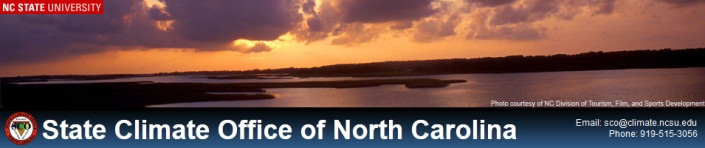 NC STATE UNIVERSITY
Photo courtesy of NC Division of Tourism, Film, and Sports Development
State Climate Office of North Carolina
Email: sco@climate.ncsu.edu
Phone: 919-515-3056